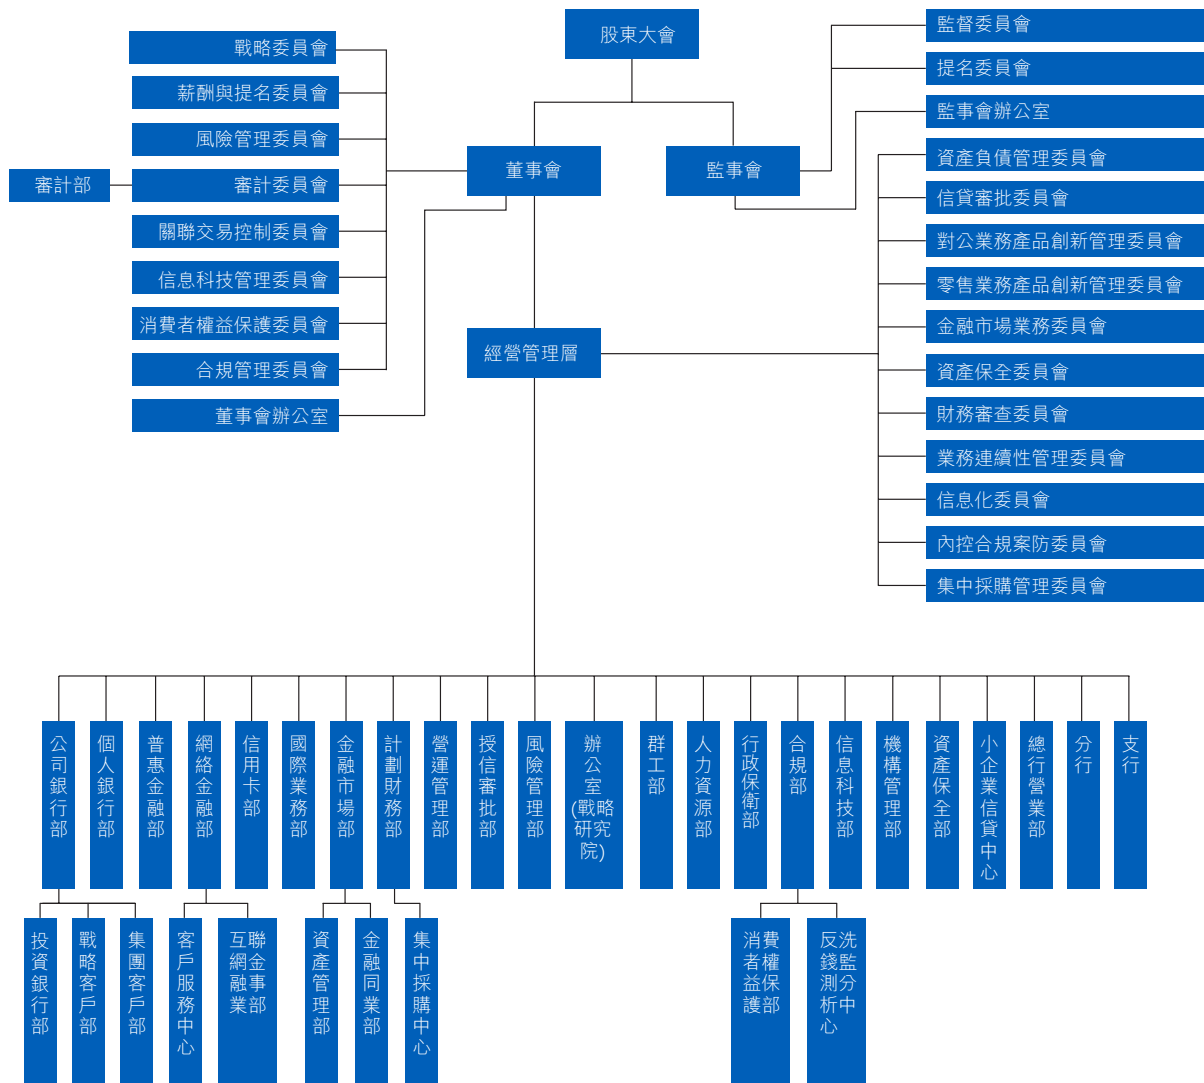 股東大會
董事會
監事會
經營管理層
戰略委員會
薪酬與提名委員會
風險管理委員會
審計委員會
審計部
關聯交易控制委員會
信息科技管理委員會
消費者權益保護委員會
合規管理委員會
董事會辦公室
監督委員會
提名委員會
監事會辦公室
資產負債管理委員會
信貸審批委員會
對公業務產品創新管理委員會
零售業務產品創新管理委員會
金融市場業務委員會
資產保全委員會
財務審查委員會
業務連續性管理委員會
信息化委員會
內控合規案防委員會
集中採購管理委員會
公司銀行部
個人銀行部
普惠金融部
網絡金融部
信用卡部
國際業務部
金融市場部
計劃財務部
營運管理部
授信審批部
風險管理部
辦公室(戰略研究院)
群工部
人力資源部
行政保衛部
合規部
信息科技部
機構管理部
資產保全部
小企業信貸中心
總行營業部
分行
支行
投資銀行部
戰略客戶部
集團客戶部
客戶服務中心
互聯網金融事業部
資產管理部
金融同業部
集中採購中心
消費者權益保護部
反洗錢監測分析中心